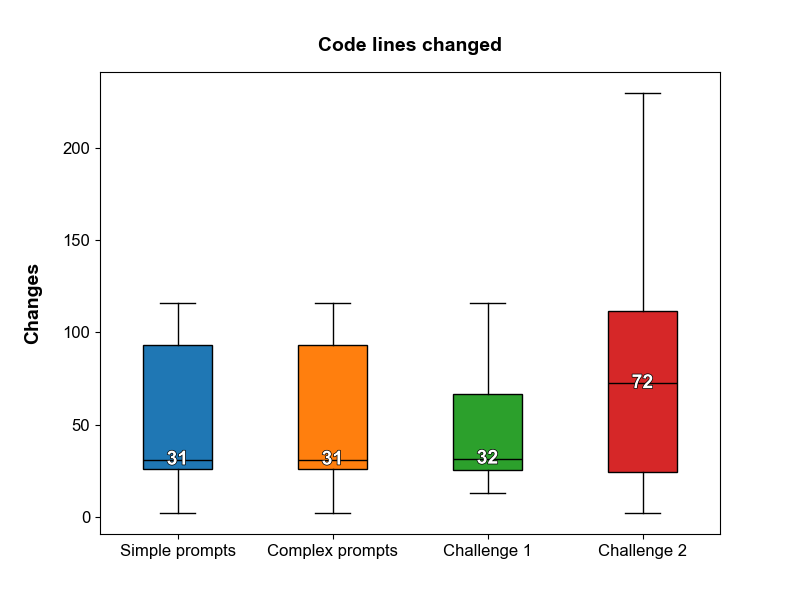 Code lines changed
Changes
200
150
100
50
0
31
31
32
72
Simple prompts
Complex prompts
Challenge 1
Challenge 2